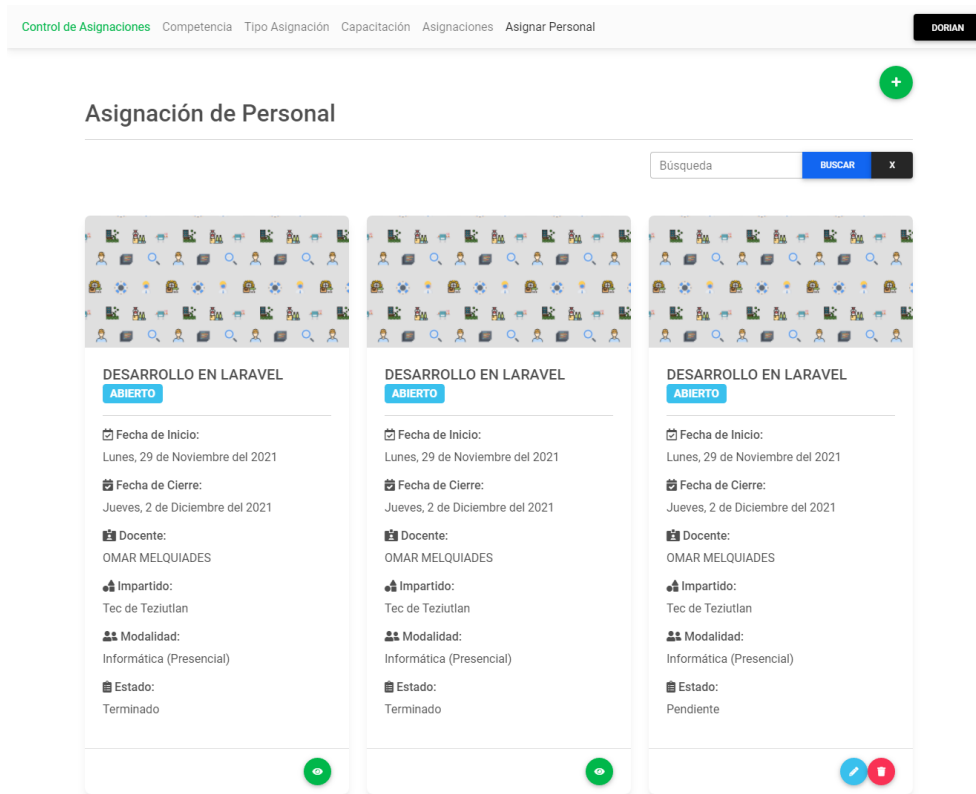 Control de Asignaciones Competencia Tipo Asignación Capacitación Asignaciones Asignar Personal DORIAN
+
Asignación de Personal
Búsqueda BUSCAR X
DESARROLLO EN LARAVEL
ABIERTO
Fecha de Inicio:
Lunes, 29 de Noviembre del 2021
Fecha de Cierre:
Jueves, 2 de Diciembre del 2021
Docente:
OMAR MELQUIADES
Impartido:
Tec de Teziutlan
Modalidad:
Informática (Presencial)
Estado:
Terminado
DESARROLLO EN LARAVEL
ABIERTO
Fecha de Inicio:
Lunes, 29 de Noviembre del 2021
Fecha de Cierre:
Jueves, 2 de Diciembre del 2021
Docente:
OMAR MELQUIADES
Impartido:
Tec de Teziutlan
Modalidad:
Informática (Presencial)
Estado:
Terminado
DESARROLLO EN LARAVEL
ABIERTO
Fecha de Inicio:
Lunes, 29 de Noviembre del 2021
Fecha de Cierre:
Jueves, 2 de Diciembre del 2021
Docente:
OMAR MELQUIADES
Impartido:
Tec de Teziutlan
Modalidad:
Informática (Presencial)
Estado:
Pendiente